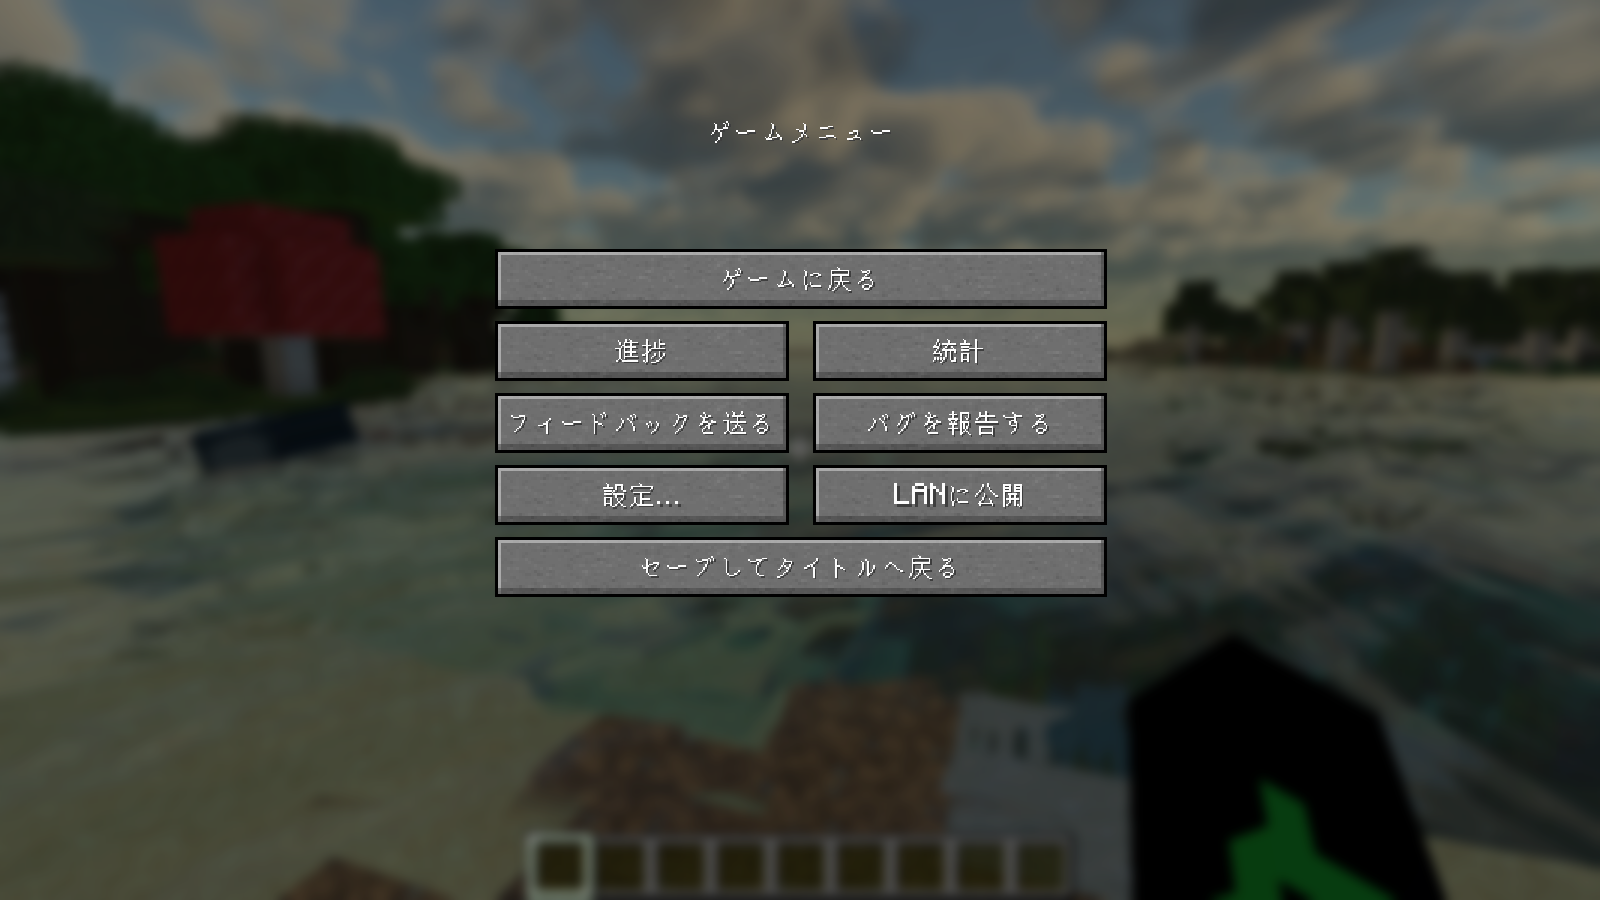 ゲームメニュー
ゲームに戻る
進捗
統計
フィードバックを送る
バグを報告する
設定...
LANに公開
セーブしてタイトルへ戻る